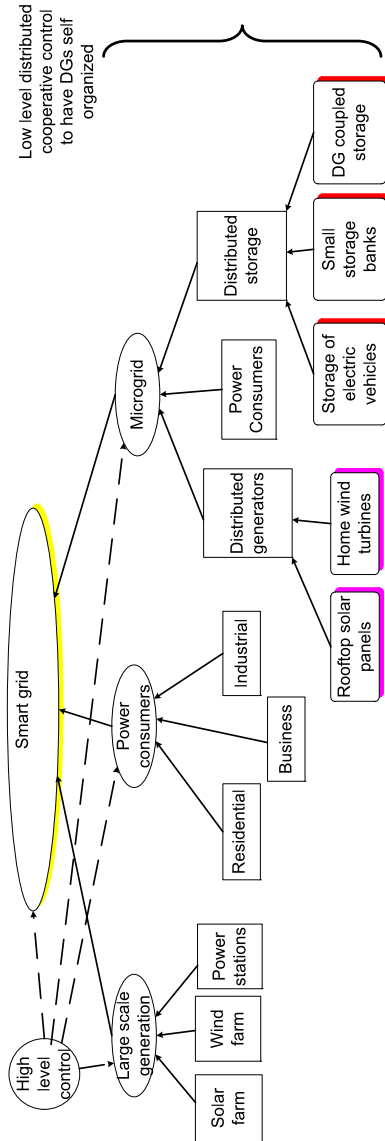 Low level distributed
cooperative control
to have DGs self
organized
Smart grid
High
level
control
Large scale
generation
Power
consumers
Microgrid
Solar
farm
Wind
farm
Power
stations
Residential
Business
Industrial
Distributed
generators
Power
Consumers
Distributed
storage
Rooftop solar
panels
Home wind
turbines
Storage of
electric
vehicles
Small
storage
banks
DG coupled
storage